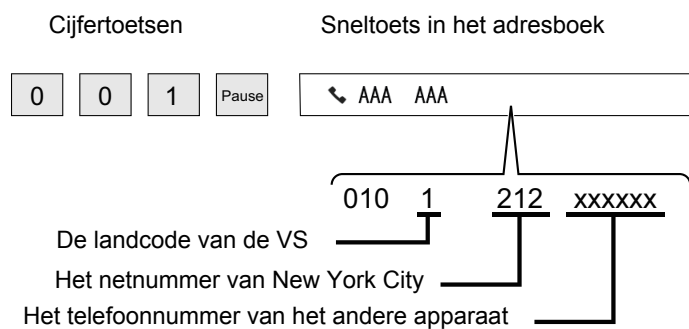 Cijfertoetsen Sneltoets in het adresboek
0 0 1 Pause AAA AAA
010 1 212 xxxxxx
De landcode van de VS
Het netnummer van New York City
Het telefoonnummer van het andere apparaat